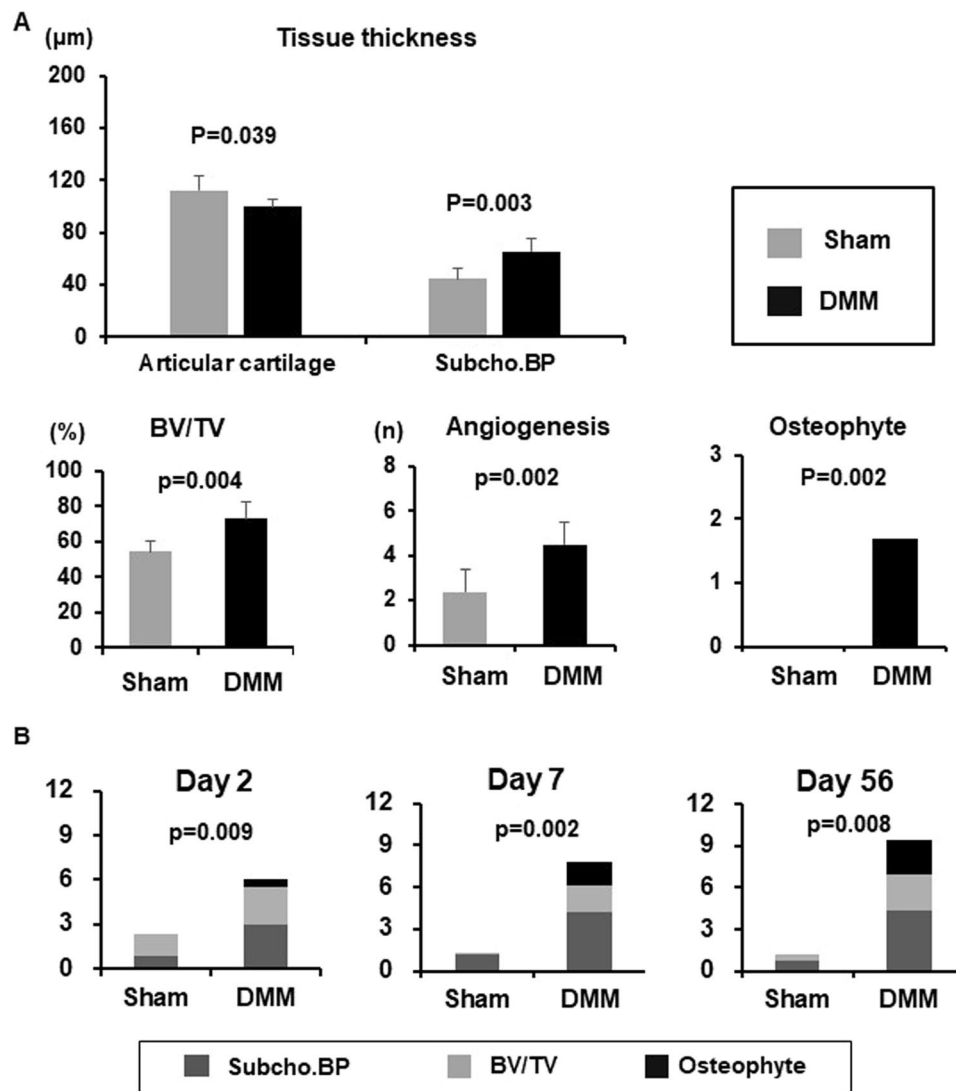 A
(µm)
Tissue thickness
200
160
120
80
40
0
P=0.039
P=0.003
Articular cartilage
Subcho.BP
Sham
DMM
(%)
BV/TV
100
80
60
40
20
0
p=0.004
Sham
DMM
(n)
Angiogenesis
8
6
4
2
0
p=0.002
Sham
DMM
Osteophyte
3
2
1
0
P=0.002
Sham
DMM
B
Day 2
12
9
6
3
0
p=0.009
Sham
DMM
Day 7
12
9
6
3
0
p=0.002
Sham
DMM
Day 56
12
9
6
3
0
p=0.008
Sham
DMM
Subcho.BP
BV/TV
Osteophyte